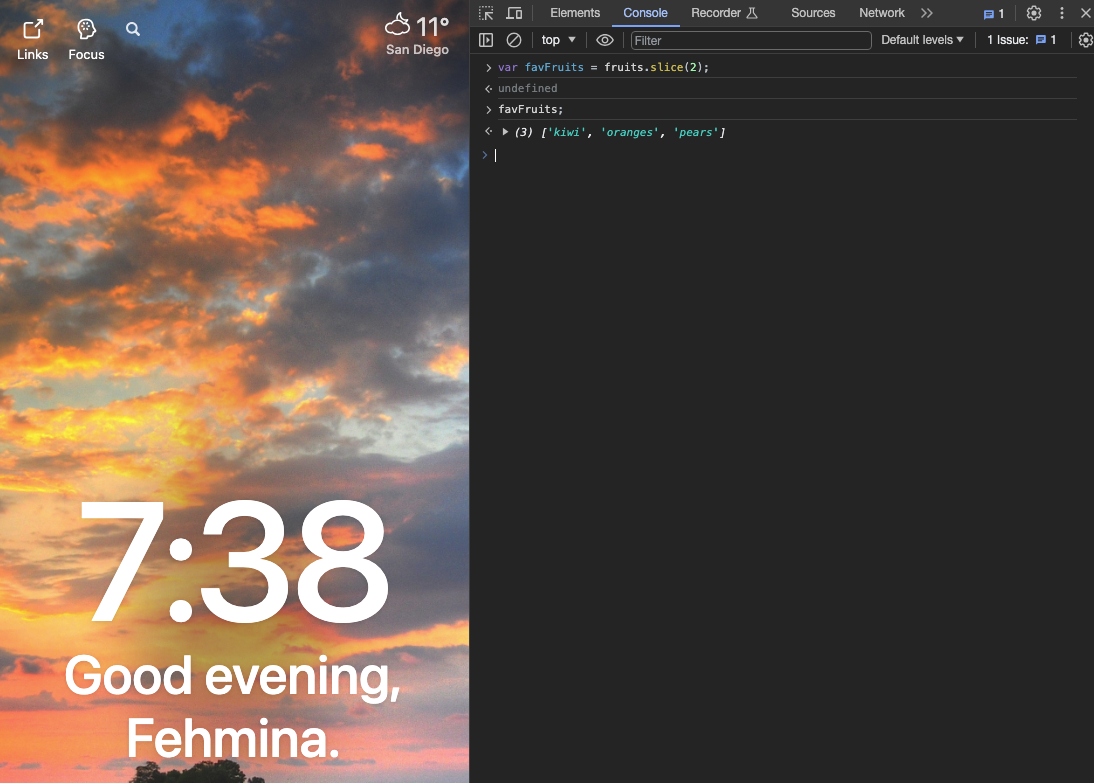 Links
Focus
11°
San Diego
7:38
Good evening,
Fehmina.
Elements Console Recorder Sources Network 1
top Filter Default levels 1 Issue: 1
var favFruits = fruits.slice(2);
undefined
favFruits;
(3) ['kiwi', 'oranges', 'pears']